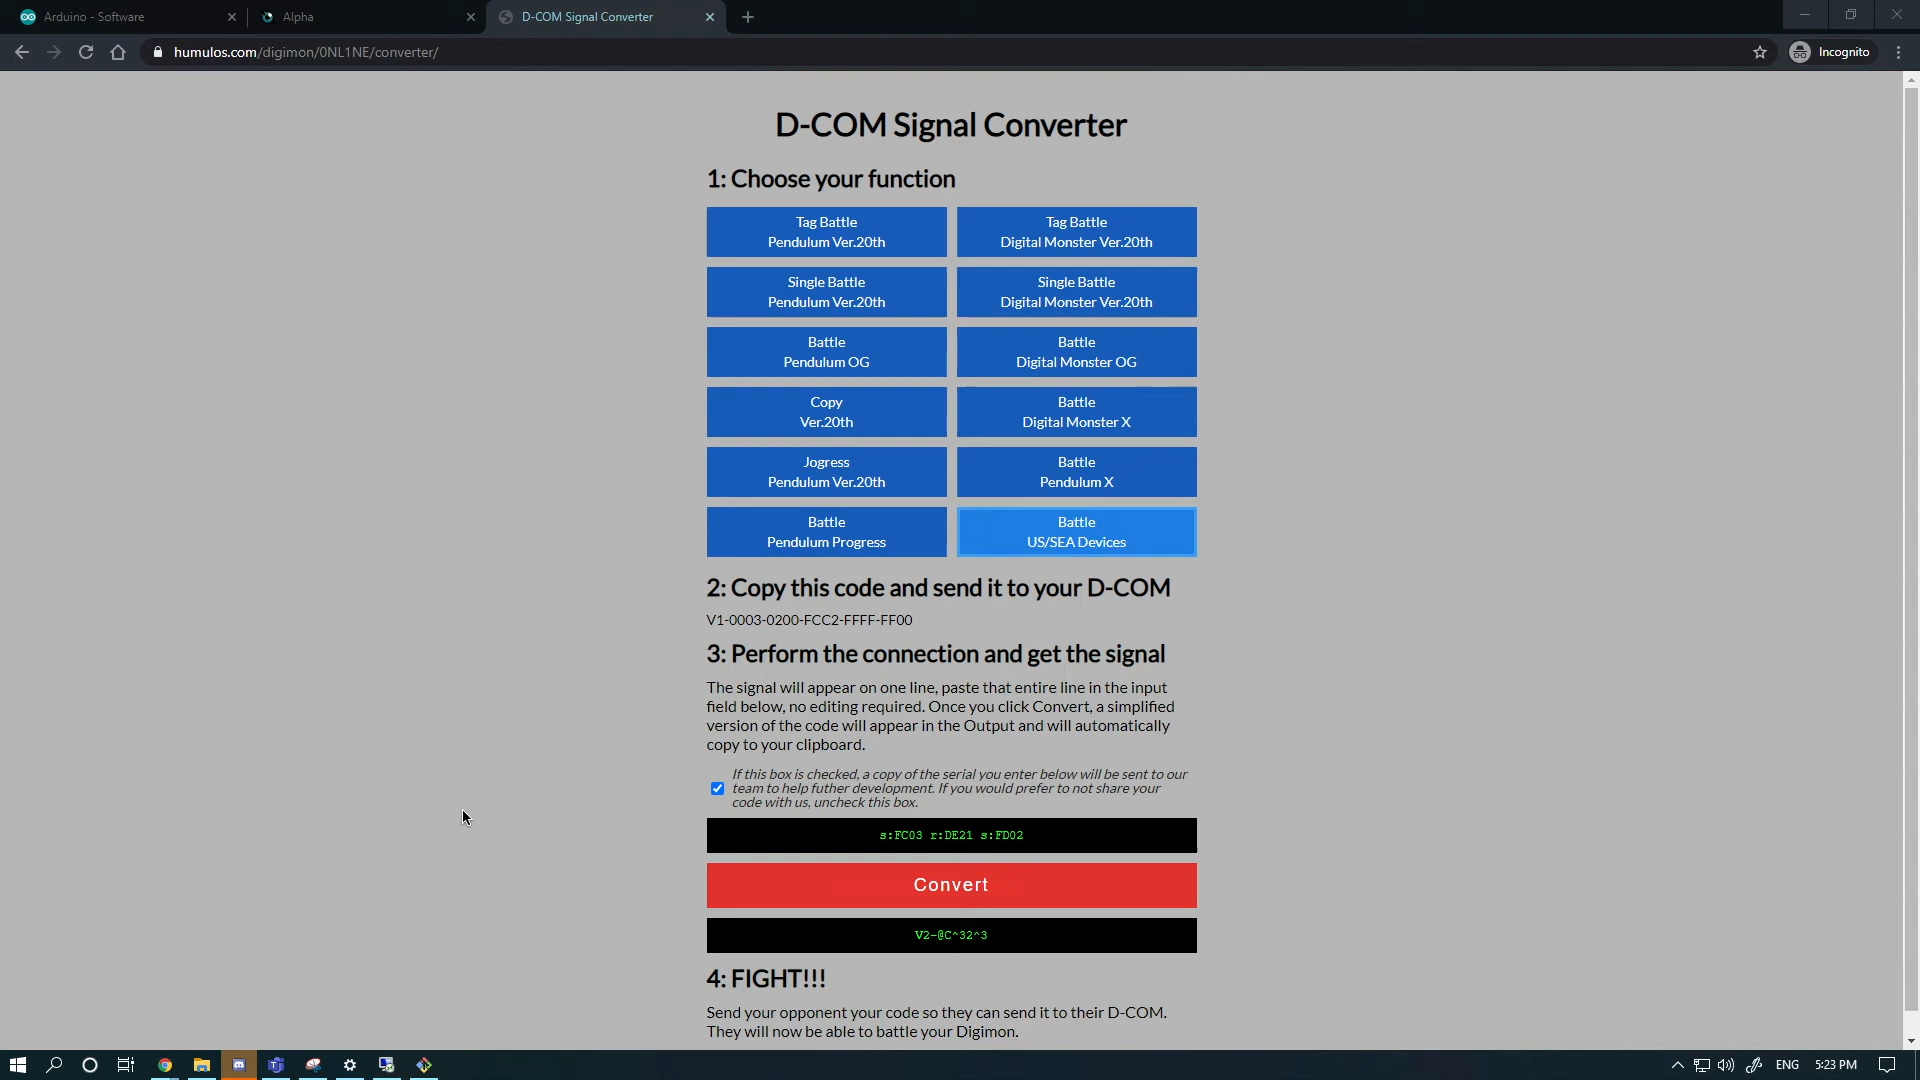 Arduino - Software
Alpha
D-COM Signal Converter
humulos.com/digimon/0NL1NE/converter/
Incognito
D-COM Signal Converter
1: Choose your function
Tag Battle
Pendulum Ver.20th
Tag Battle
Digital Monster Ver.20th
Single Battle
Pendulum Ver.20th
Single Battle
Digital Monster Ver.20th
Battle
Pendulum OG
Battle
Digital Monster OG
Copy
Ver.20th
Battle
Digital Monster X
Jogress
Pendulum Ver.20th
Battle
Pendulum X
Battle
Pendulum Progress
Battle
US/SEA Devices
2: Copy this code and send it to your D-COM
V1-0003-0200-FCC2-FFFF-FF00
3: Perform the connection and get the signal
The signal will appear on one line, paste that entire line in the input
field below, no editing required. Once you click Convert, a simplified
version of the code will appear in the Output and will automatically
copy to your clipboard.
If this box is checked, a copy of the serial you enter below will be sent to our
team to help futher development. If you would prefer to not share your
code with us, uncheck this box.
s:FC03 r:DE21 s:FD02
Convert
V2-@C^32^3
4: FIGHT!!!
Send your opponent your code so they can send it to their D-COM.
They will now be able to battle your Digimon.
ENG
5:23 PM